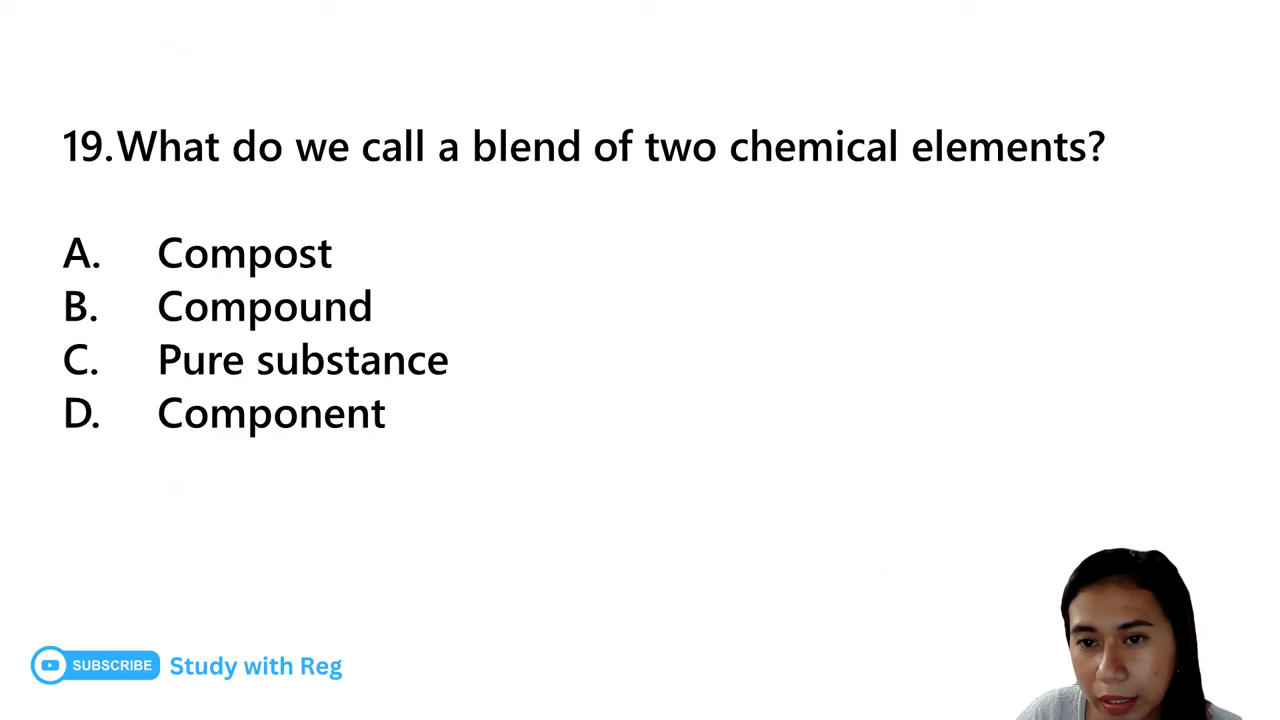 19. What do we call a blend of two chemical elements?
A. Compost
B. Compound
C. Pure substance
D. Component
SUBSCRIBE Study with Reg